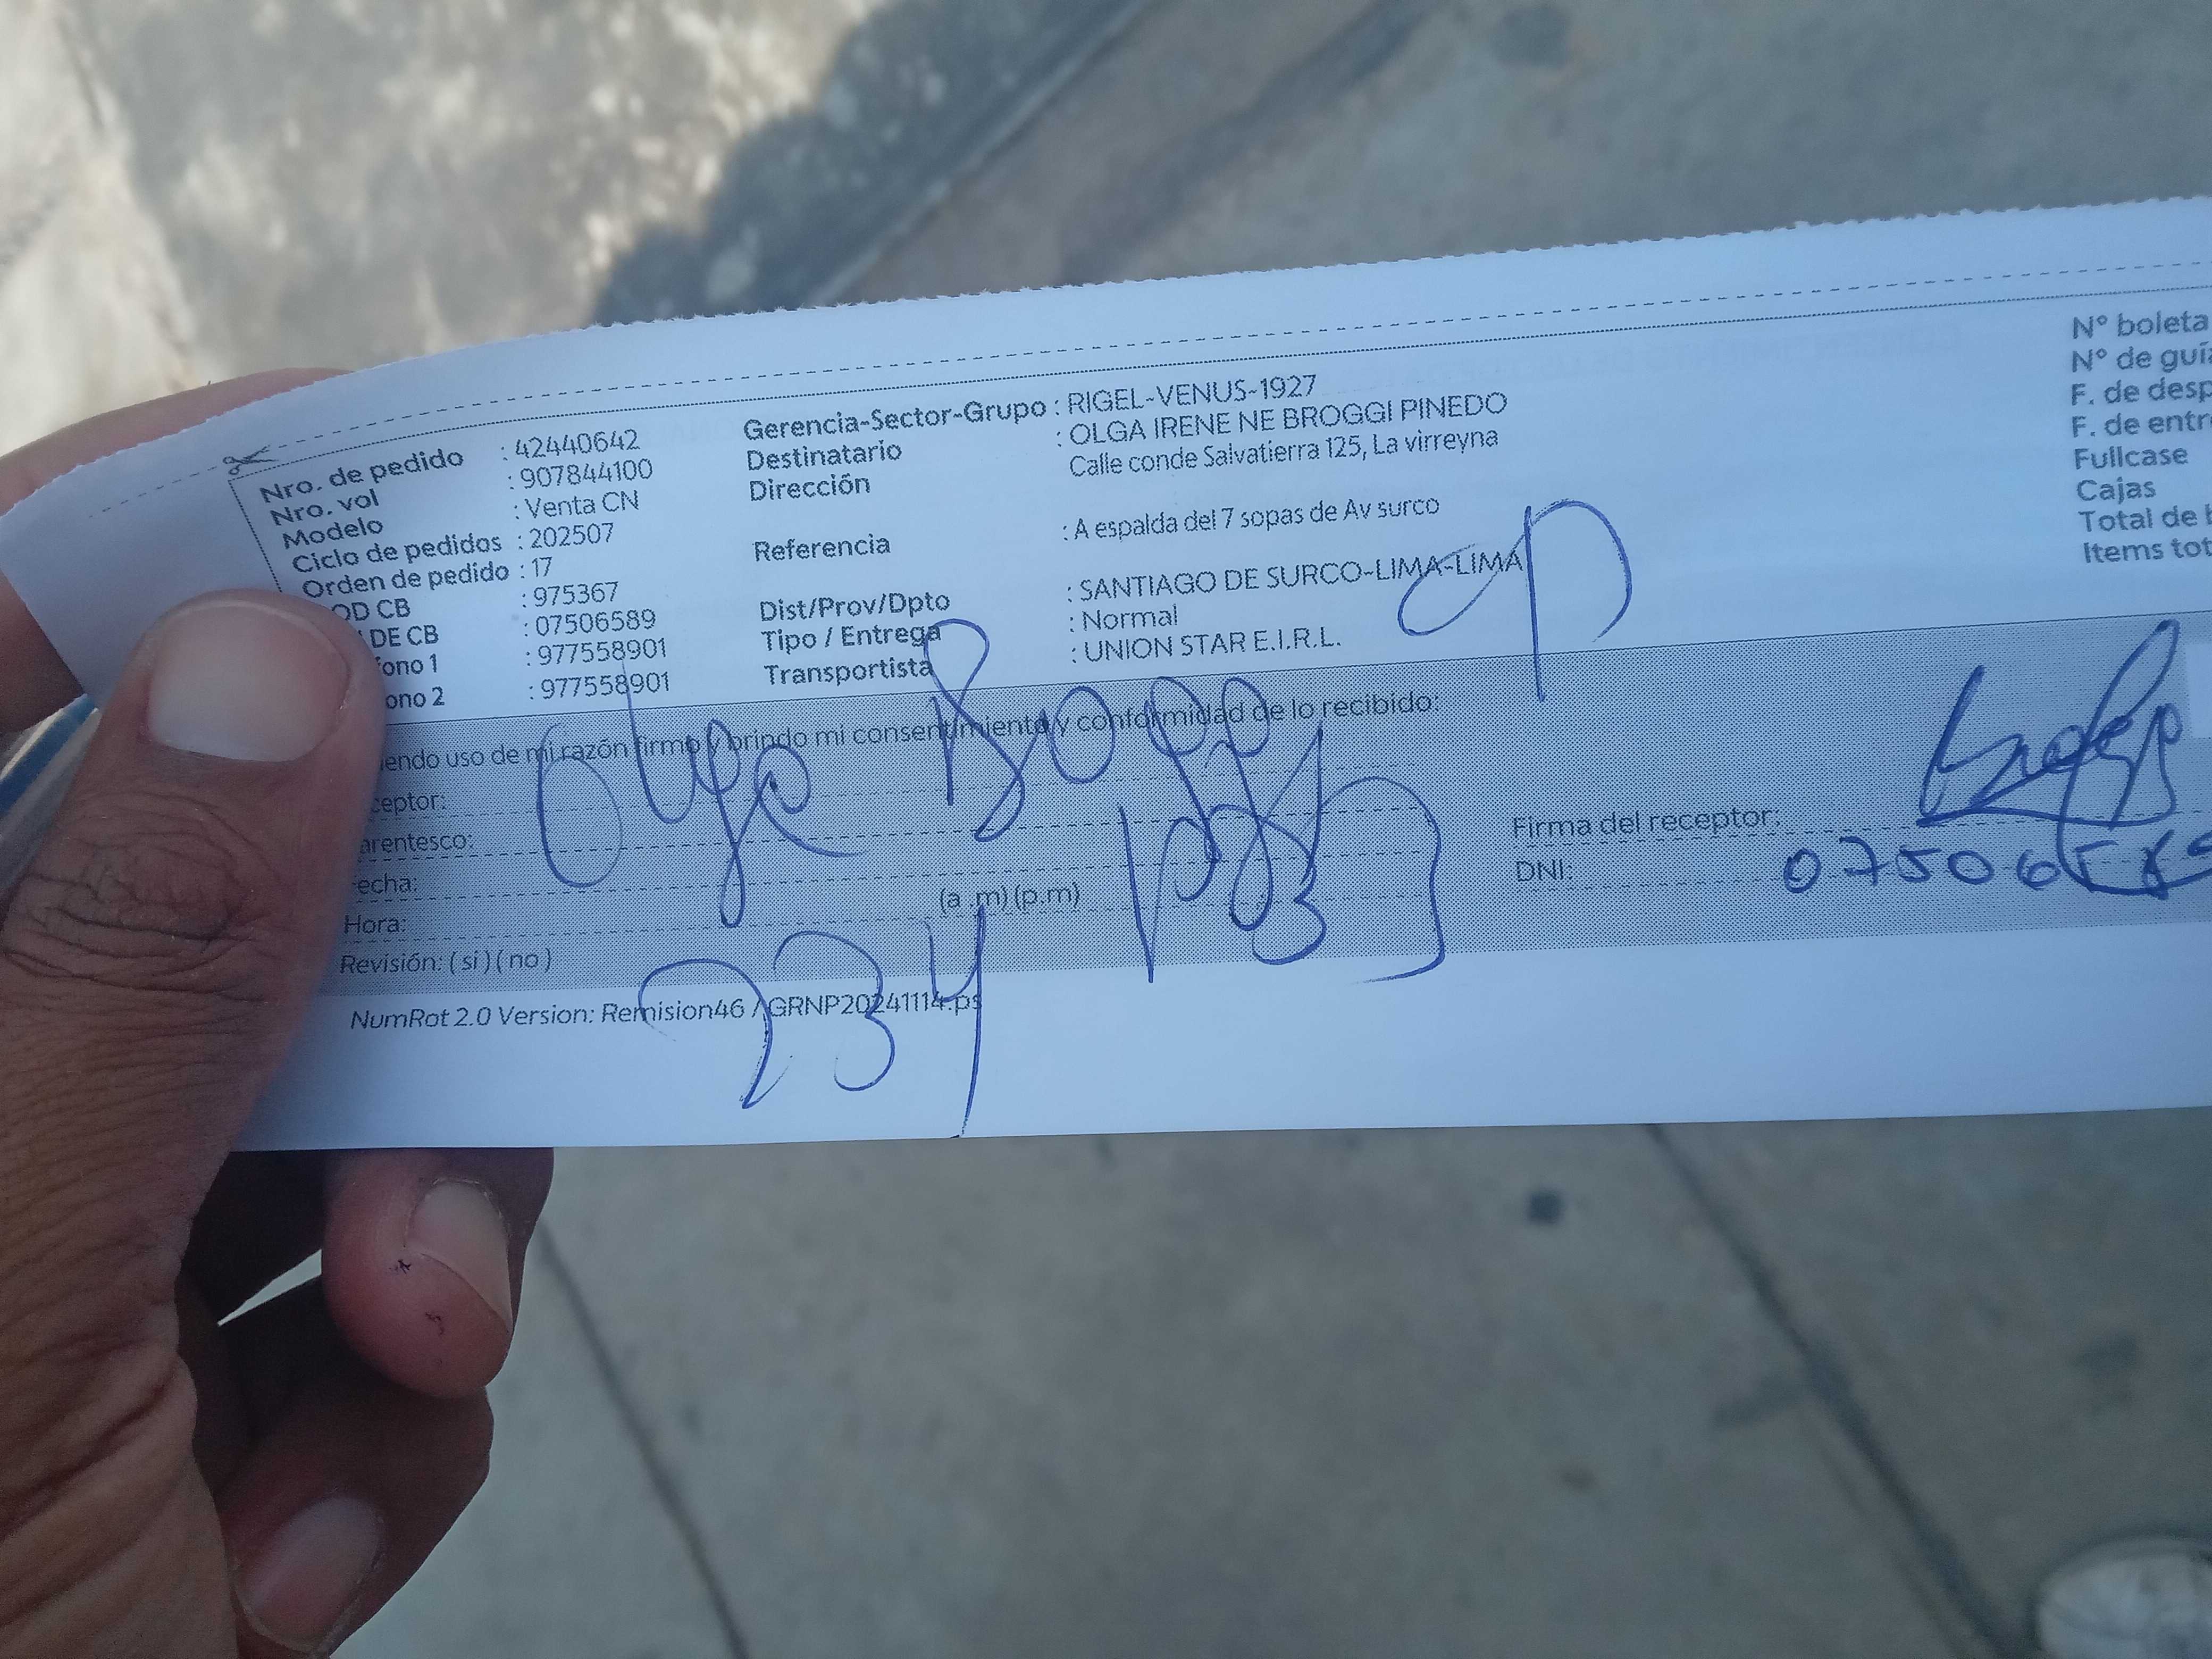 Nro. de pedido : 42440642
Nro. vol : 907844100
Modelo : Venta CN
Ciclo de pedidos : 202507
Orden de pedido : 17
OD CB : 975367
DE CB : 07506589
fono 1 : 977558901
ono 2 : 977558901
Gerencia-Sector-Grupo : RIGEL-VENUS-1927
Destinatario : OLGA IRENE NE BROGGI PINEDO
Dirección Calle conde Salvatierra 125, La virreyna
Referencia : A espalda del 7 sopas de Av surco
Dist/Prov/Dpto : SANTIAGO DE SURCO-LIMA-LIMA
Tipo / Entrega : Normal
Transportista : UNION STAR E.I.R.L.
N° boleta
N° de guí
F. de desp
F. de entr
Fullcase
Cajas
Total de
Items tot
iendo uso de mi razón firmo y brindo mi consentimiento y conformidad de lo recibido:
ceptor: Olga Brogg
arentesco:
echa:
Hora: (a .m) (p.m)
Revisión: ( si ) ( no )
234
Firma del receptor:
DNI: 07506
NumRot 2.0 Version: Remision46 / GRNP20241114.ps